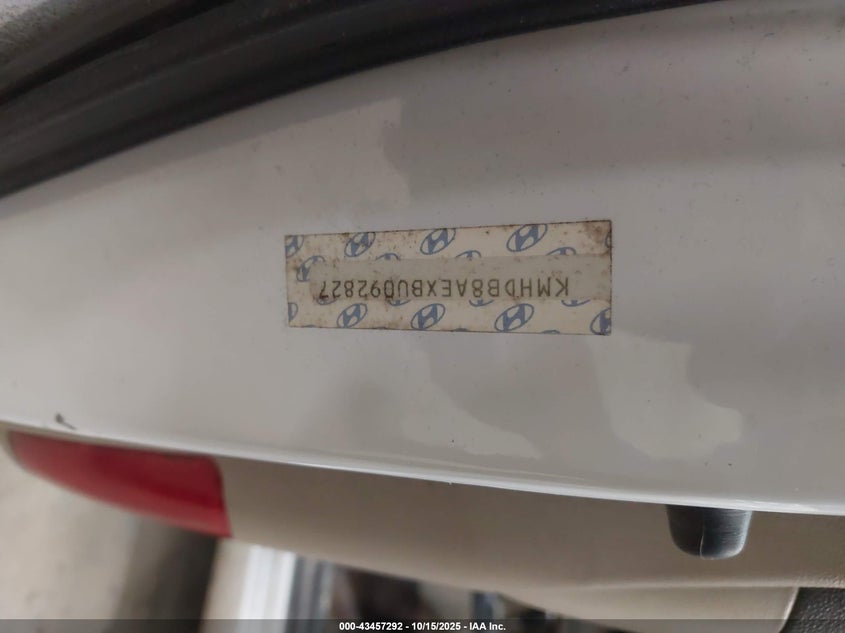 KMHDB8AEXBU092827
000-43457292 | 10/15/2025 - IAA Inc.